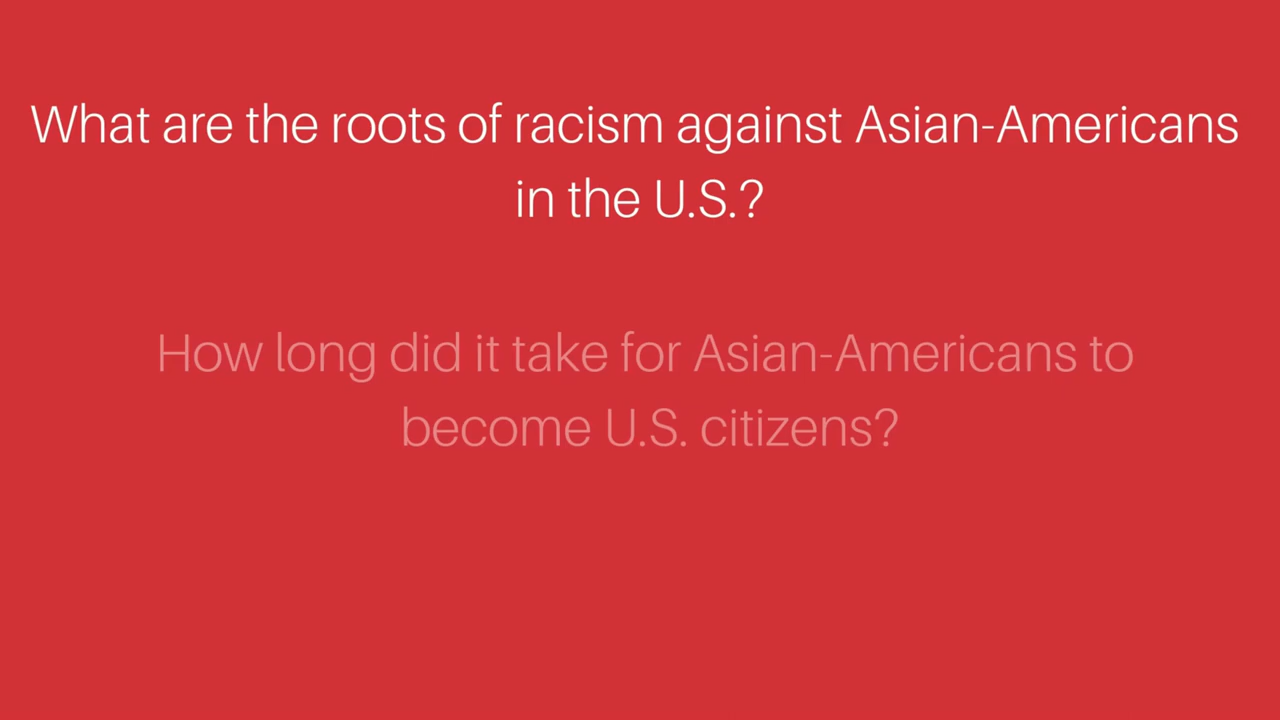 What are the roots of racism against Asian-Americans
in the U.S.?
How long did it take for Asian-Americans to
become U.S. citizens?